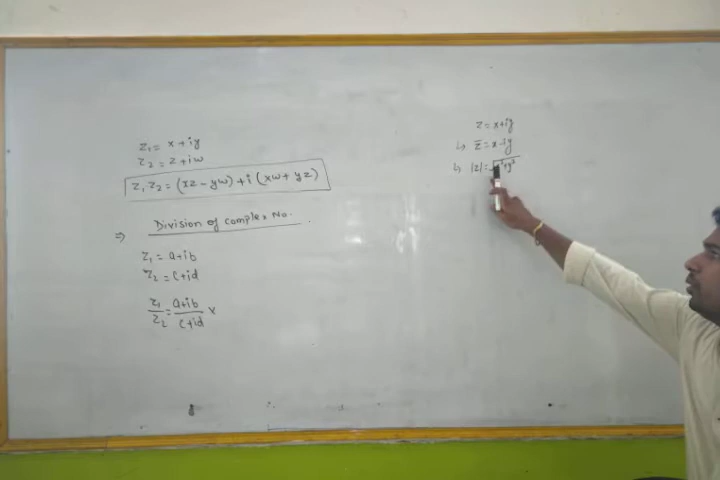 z₁ = x+iy
z₂ = z+iw
z₁z₂ = (xz-yw)+i(xw+yz)
⇒ Division of complex No.
z₁ = a+ib
z₂ = c+id
z₁/z₂ = a+ib/c+id x
z = x+iy
↳ z̅ = x-iy
↳ |z| = √x²+y²